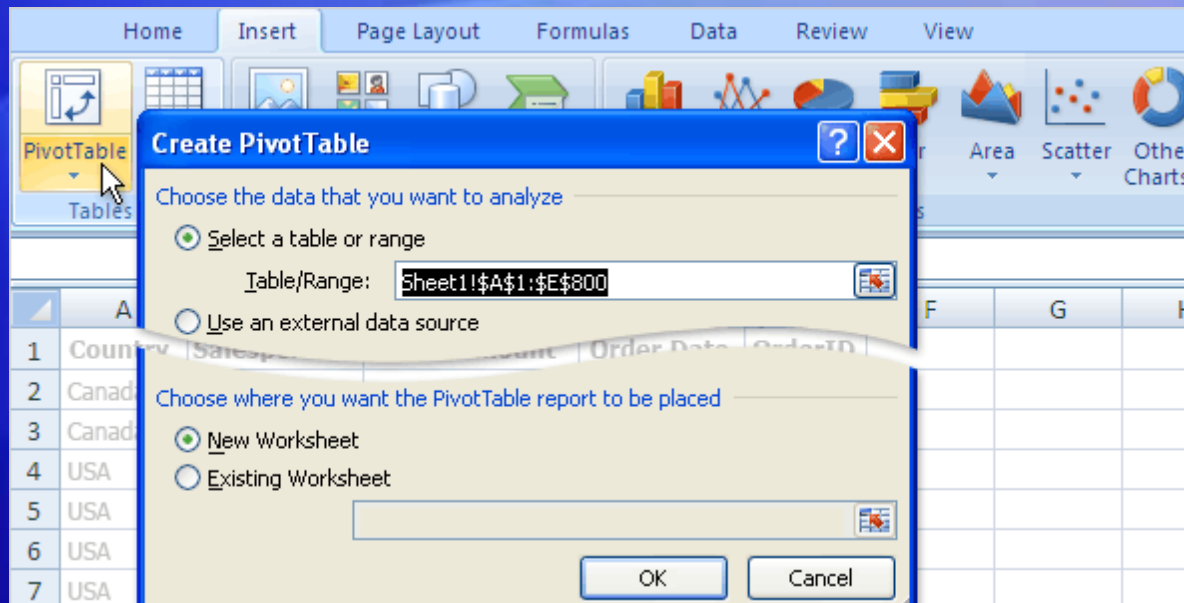 Home Insert Page Layout Formulas Data Review View
PivotTable
Area Scatter
Charts
Tables
Create PivotTable
?
Choose the data that you want to analyze
Select a table or range
Table/Range: Sheet1!$A$1:$E$800
Use an external data source
A F G
1 Country Order Date OrderID
2 Canada
Choose where you want the PivotTable report to be placed
3 Canada
New Worksheet
4 USA
Existing Worksheet
5 USA
6 USA
OK Cancel
7 USA